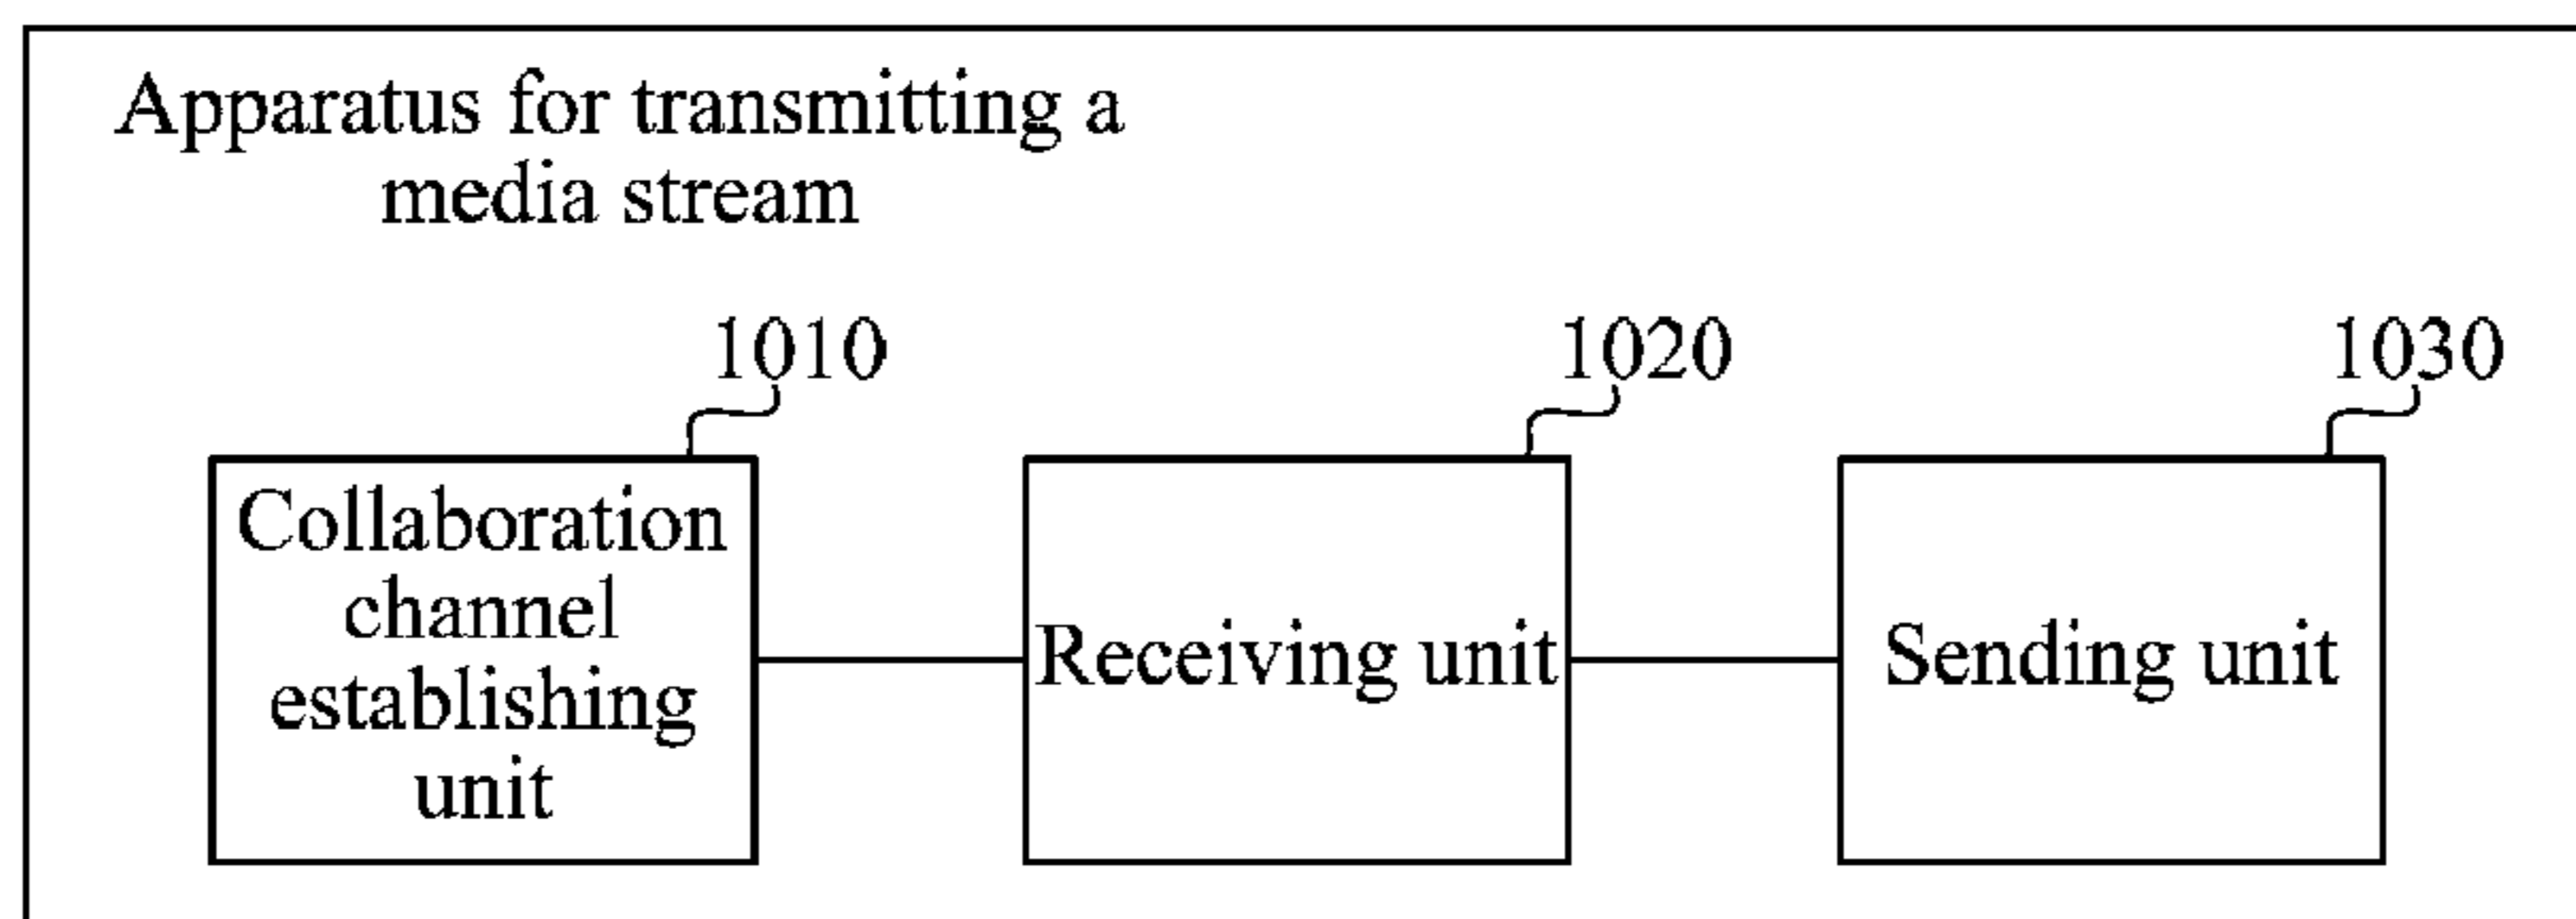 Apparatus for transmitting a
media stream
1010
1020
1030
Collaboration
channel
establishing
unit
Receiving unit
Sending unit